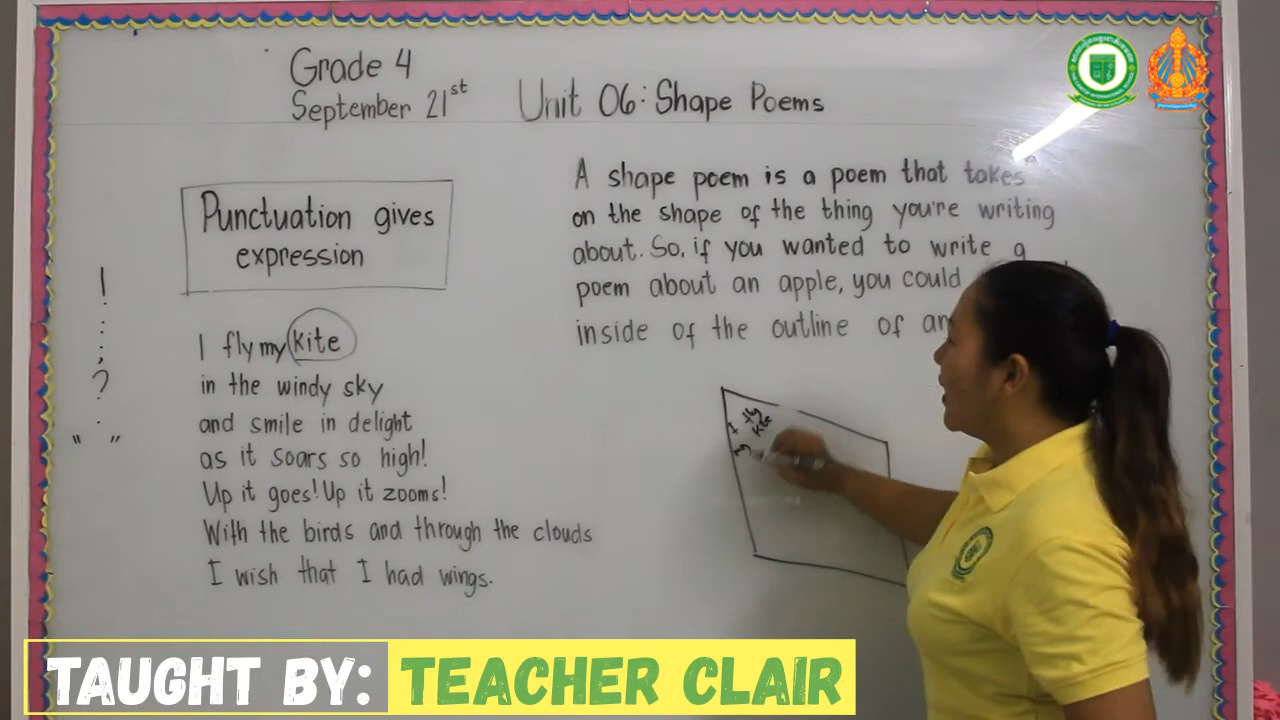 Grade 4
September 21st
Unit 06: Shape Poems
Punctuation gives
expression
!
:
;
?
.
" "
I fly my kite
in the windy sky
and smile in delight
as it soars so high!
Up it goes! Up it zooms!
With the birds and through the clouds
I wish that I had wings.
A shape poem is a poem that takes
on the shape of the thing you're writing
about. So, if you wanted to write a
poem about an apple, you could
inside of the outline of an
I fly
my kite
TAUGHT BY: TEACHER CLAIR